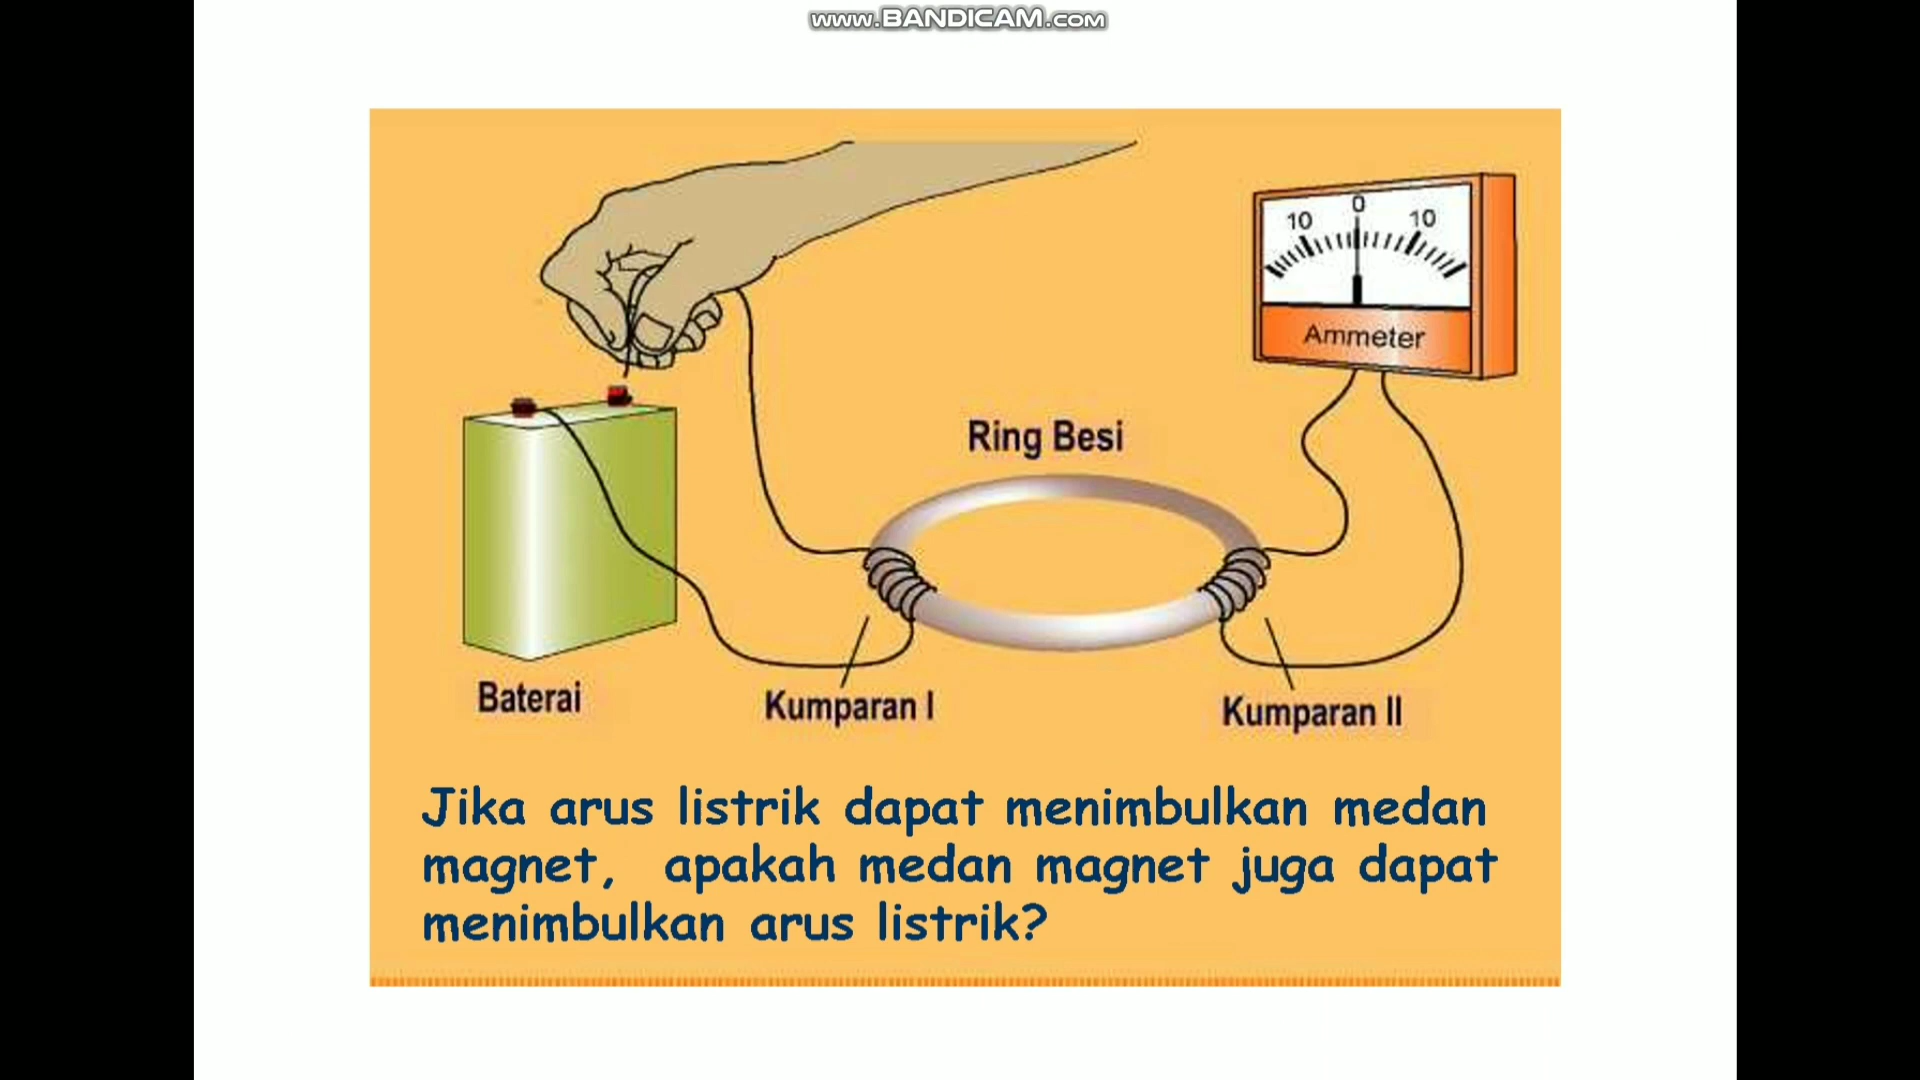 www.BANDICAM.com
10 0 10
Ammeter
Ring Besi
Baterai
Kumparan I
Kumparan II
Jika arus listrik dapat menimbulkan medan
magnet, apakah medan magnet juga dapat
menimbulkan arus listrik?